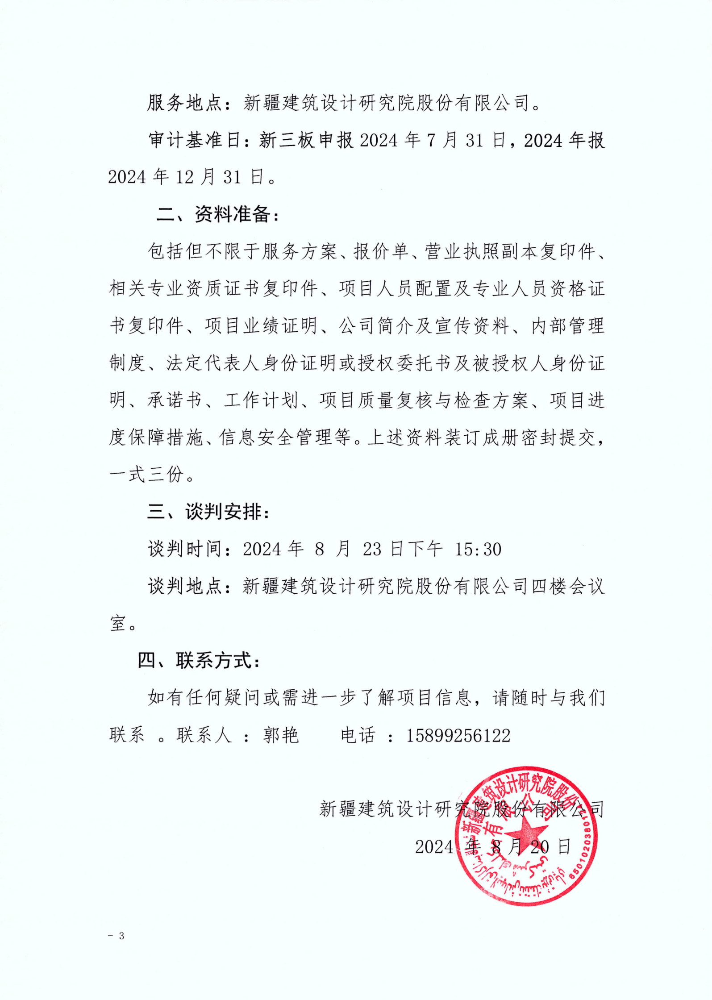 服务地点：新疆建筑设计研究院股份有限公司。
审计基准日：新三板申报 2024 年 7 月 31 日，2024 年报
2024 年 12 月 31 日。
二、资料准备：
包括但不限于服务方案、报价单、营业执照副本复印件、
相关专业资质证书复印件、项目人员配置及专业人员资格证
书复印件、项目业绩证明、公司简介及宣传资料、内部管理
制度、法定代表人身份证明或授权委托书及被授权人身份证
明、承诺书、工作计划、项目质量复核与检查方案、项目进
度保障措施、信息安全管理等。上述资料装订成册密封提交，
一式三份。
三、谈判安排：
谈判时间：2024 年 8 月 23 日下午 15:30
谈判地点：新疆建筑设计研究院股份有限公司四楼会议
室。
四、联系方式：
如有任何疑问或需进一步了解项目信息，请随时与我们
联系 。联系人 ：郭艳 电话 ：15899256122
新疆建筑设计研究院股份有限公司
2024 年 8 月 20 日
新疆建筑设计研究院股份
有限公司
6501020380124
- 3